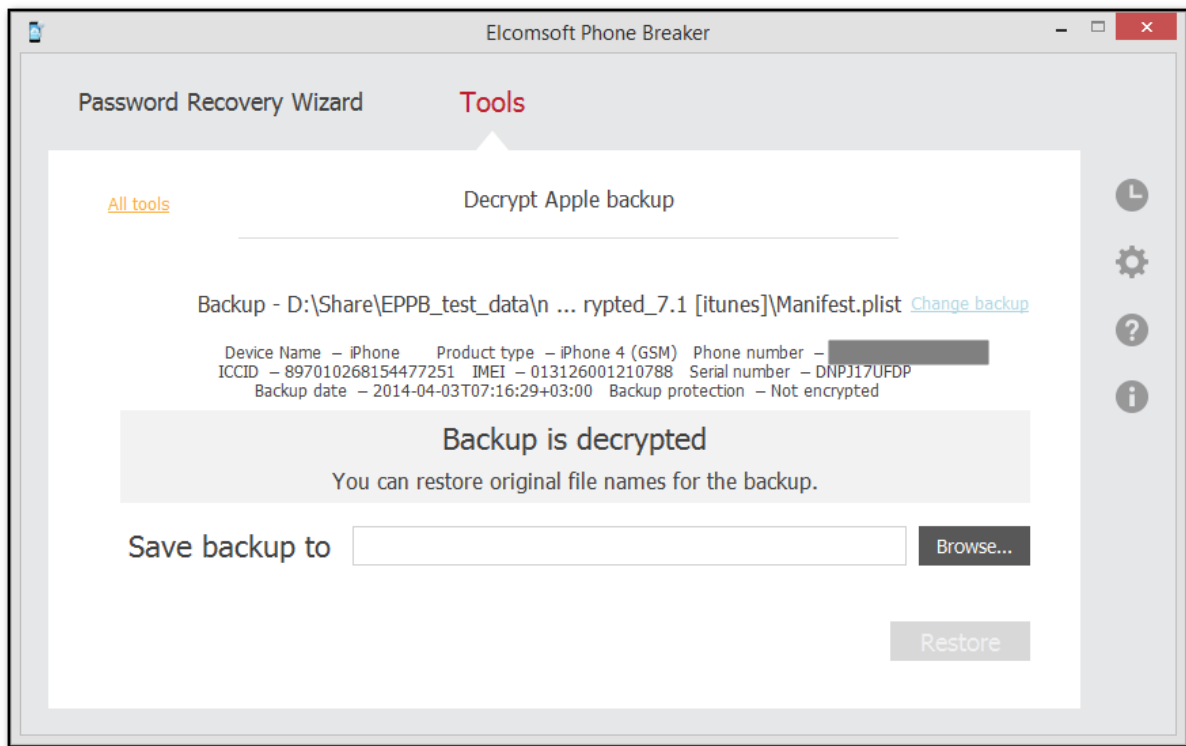 Elcomsoft Phone Breaker
Password Recovery Wizard Tools
All tools
Decrypt Apple backup
Backup - D:\Share\EPPB_test_data\n ... rypted_7.1 [itunes]\Manifest.plist Change backup
Device Name – iPhone Product type – iPhone 4 (GSM) Phone number –
ICCID – 897010268154477251 IMEI – 013126001210788 Serial number – DNPJ17UFDP
Backup date – 2014-04-03T07:16:29+03:00 Backup protection – Not encrypted
Backup is decrypted
You can restore original file names for the backup.
Save backup to Browse...
Restore